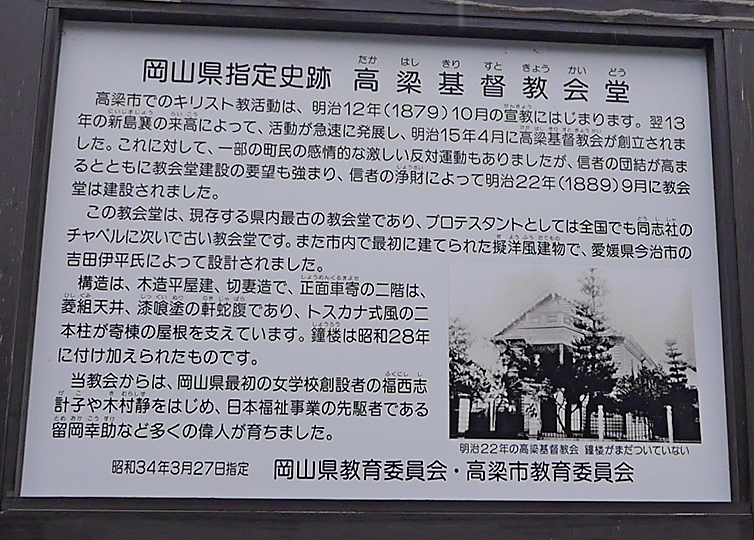 岡山県指定史跡 高梁基督教会堂
たか はし きり すと きょう かい どう
高梁市でのキリスト教活動は、明治12年(1879)10月の宣教にはじまります。翌13
年の新島襄の来高によって、活動が急速に発展し、明治15年4月に高梁基督教会が創立されま
した。これに対して、一部の町民の感情的な激しい反対運動もありましたが、信者の団結が高ま
るとともに教会堂建設の要望も強まり、信者の浄財によって明治22年(1889)9月に教会
堂は建設されました。
この教会堂は、現存する県内最古の教会堂であり、プロテスタントとしては全国でも同志社の
チャペルに次いで古い教会堂です。また市内で最初に建てられた擬洋風建物で、愛媛県今治市の
吉田伊平氏によって設計されました。
構造は、木造平屋建、切妻造で、正面車寄の二階は、
菱組天井、漆喰塗の軒蛇腹であり、トスカナ式風の二
本柱が寄棟の屋根を支えています。鐘楼は昭和28年
に付け加えられたものです。
当教会からは、岡山県最初の女学校創設者の福西志
計子や木村静をはじめ、日本福祉事業の先駆者である
留岡幸助など多くの偉人が育ちました。
明治22年の高梁基督教会 鐘楼がまだついていない
昭和34年3月27日指定 岡山県教育委員会・高梁市教育委員会